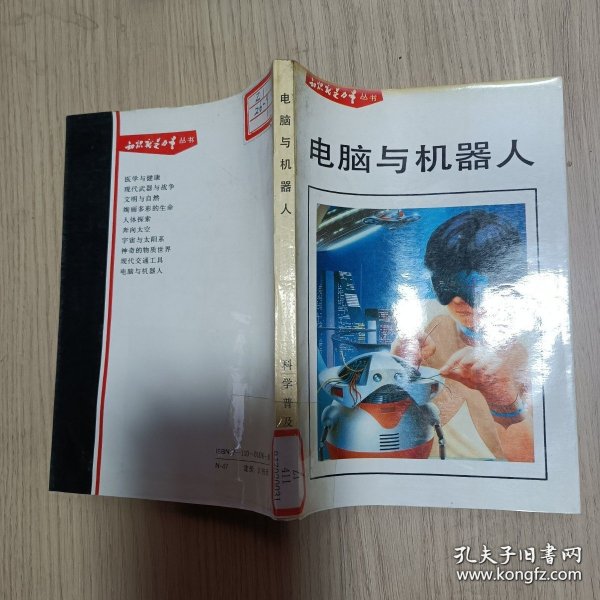 知识就是力量 丛书
医学与健康
现代武器与战争
文明与自然
绚丽多彩的生命
人体探索
奔向太空
宇宙与太阳系
神奇的物质世界
现代交通工具
电脑与机器人
N-47
定价:
电脑与机器人
科学普及
411
知识就是力量 丛书
电脑与机器人
孔夫子旧书网
www.kongfz.com